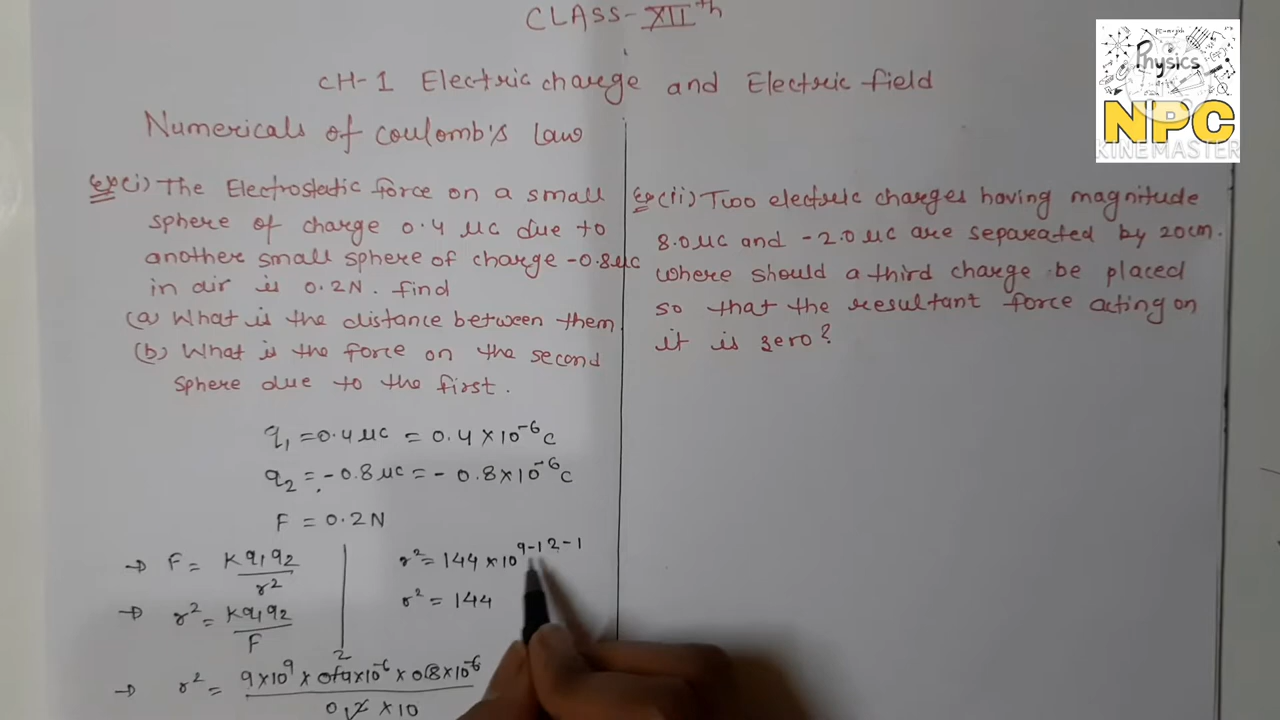 CLASS-XIIth
CH-1 Electric charge and Electric field
Numericals of coulomb's law
Ex(i) The Electrostatic force on a small
sphere of charge 0.4 μc due to
another small sphere of charge -0.8μc
in air is 0.2N. find
(a) What is the distance between them
(b) What is the force on the second
sphere due to the first.
q1 = 0.4 μc = 0.4 × 10^-6 c
q2 = -0.8 μc = - 0.8 × 10^-6 c
F = 0.2 N
→ F = Kq1q2 / r^2
→ r^2 = Kq1q2 / F
→ r^2 = 9×10^9 × 0.4×10^-6 × 0.8×10^-6 / 0.2 × 10
2
r^2 = 144 × 10^9-12-1
r^2 = 144
Ex(ii) Two electric charges having magnitude
8.0 μc and -2.0 μc are separated by 20cm.
where should a third charge be placed
so that the resultant force acting on
it is zero?
Physics
NPC
KINEMASTER